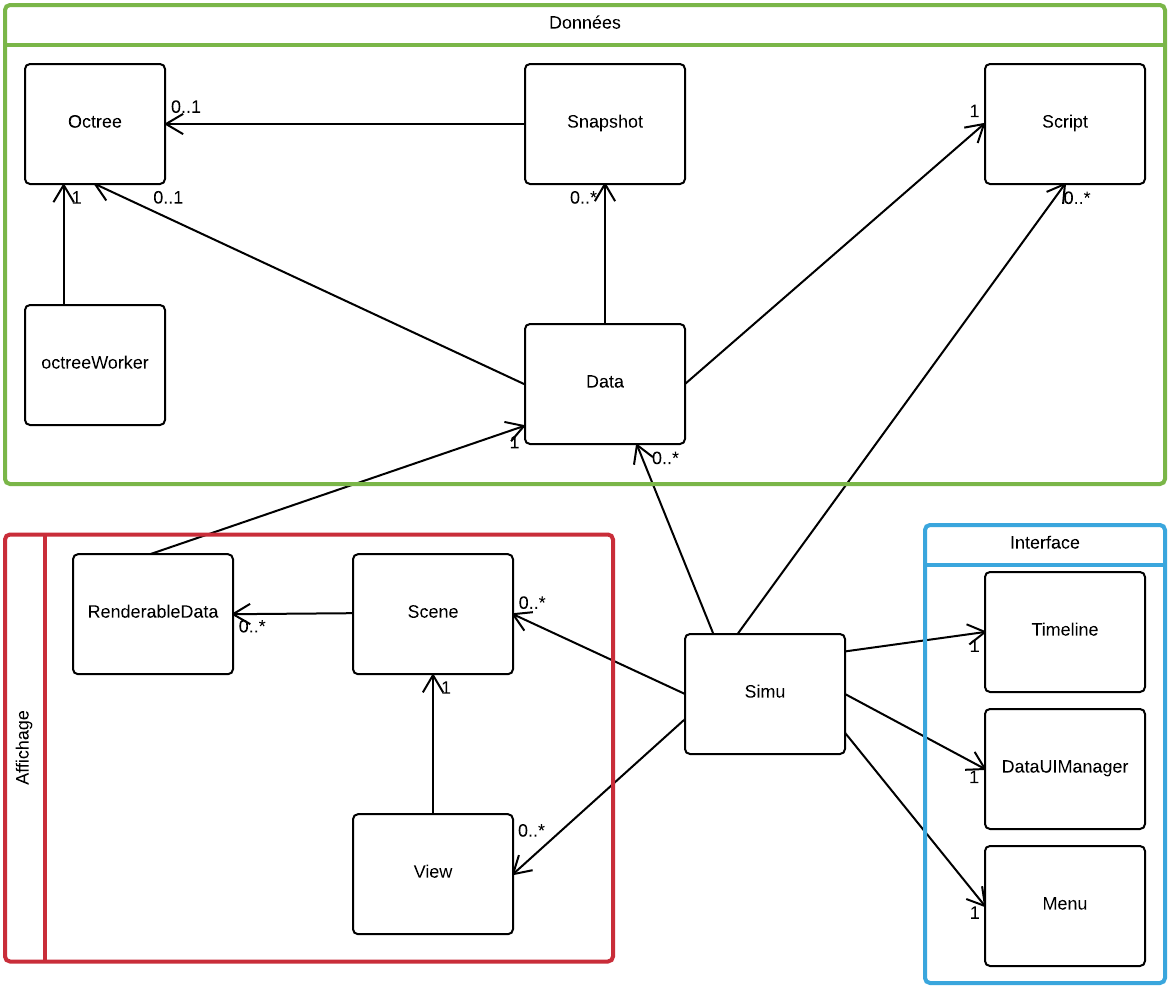 Données
Octree
0..1
Snapshot
1
Script
1
0..1
0..*
0..*
octreeWorker
Data
1
0..*
Interface
RenderableData
0..*
Scene
0..*
1
Simu
Timeline
1
Affichage
DataUIManager
1
0..*
View
Menu
1